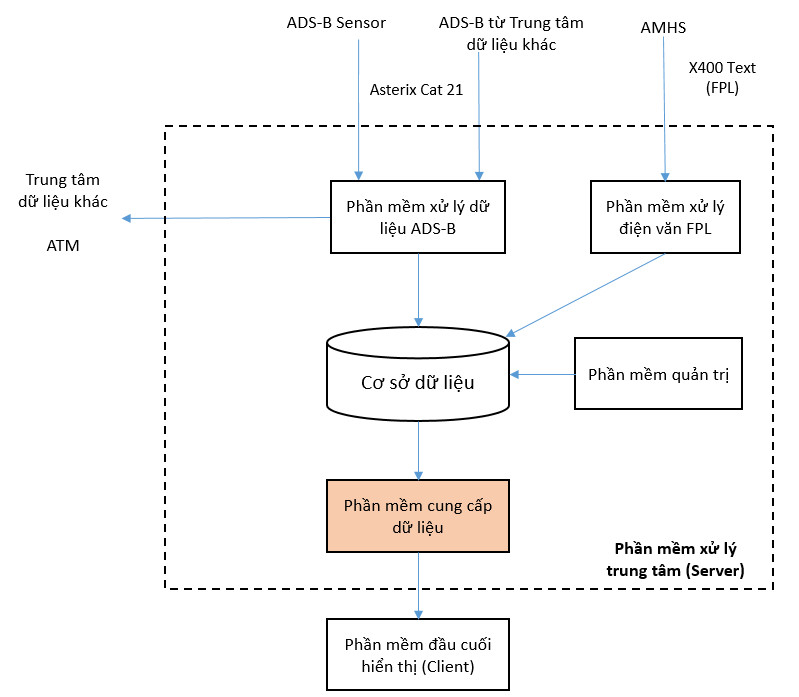 ADS-B Sensor
ADS-B từ Trung tâm
dữ liệu khác
AMHS
Asterix Cat 21
X400 Text
(FPL)
Trung tâm
dữ liệu khác
ATM
Phần mềm xử lý dữ
liệu ADS-B
Phần mềm xử lý
điện văn FPL
Cơ sở dữ liệu
Phần mềm quản trị
Phần mềm cung cấp
dữ liệu
Phần mềm xử lý
trung tâm (Server)
Phần mềm đầu cuối
hiển thị (Client)